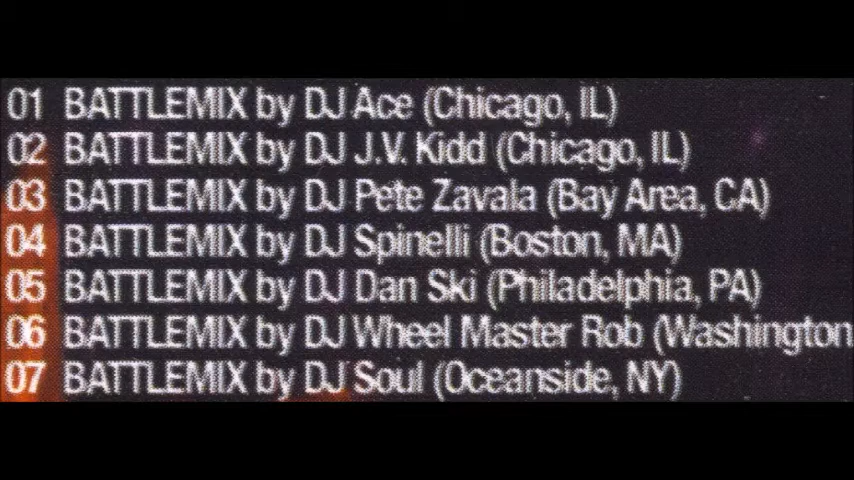 01 BATTLEMIX by DJ Ace (Chicago, IL)
02 BATTLEMIX by DJ J.V. Kidd (Chicago, IL)
03 BATTLEMIX by DJ Pete Zavala (Bay Area, CA)
04 BATTLEMIX by DJ Spinelli (Boston, MA)
05 BATTLEMIX by DJ Dan Ski (Philadelphia, PA)
06 BATTLEMIX by DJ Wheel Master Rob (Washington
07 BATTLEMIX by DJ Soul (Oceanside, NY)